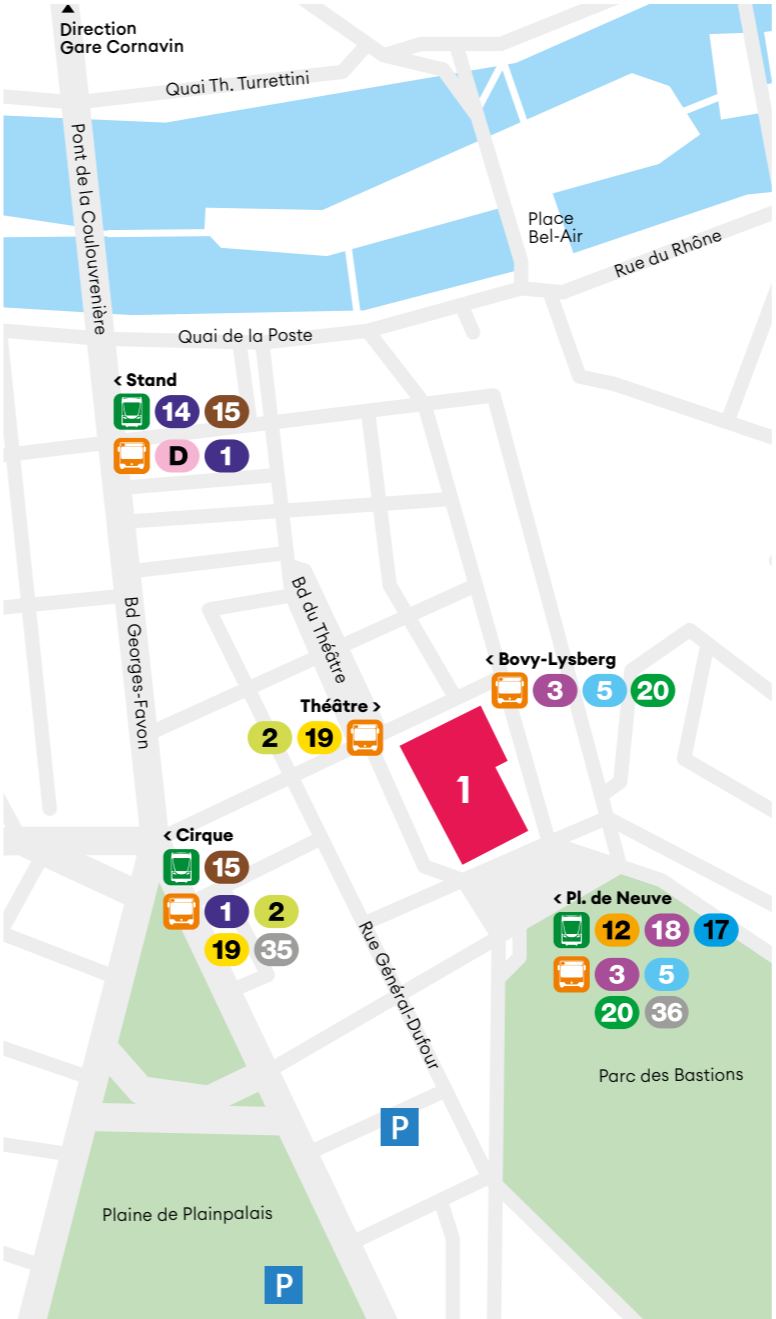 Direction
Gare Cornavin
Quai Th. Turrettini
Pont de la Coulouvrenière
Place
Bel-Air
Rue du Rhône
Quai de la Poste
< Stand
14 15
D 1
Bd du Théâtre
Bd Georges-Favon
< Bovy-Lysberg
3 5 20
Théâtre >
2 19
1
< Cirque
15
1 2
19 35
< Pl. de Neuve
12 18 17
3 5
20 36
Rue Général-Dufour
Parc des Bastions
P
Plaine de Plainpalais
P